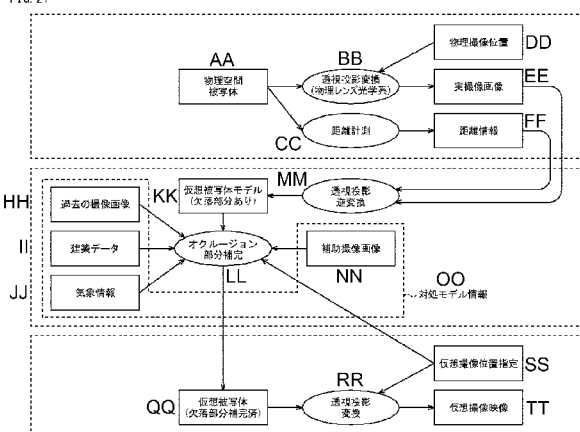 FIG. 27
AA
物理空間
被写体
BB
透視投影変換
(物理レンズ光学系)
物理撮像位置
DD
実撮像画像
EE
CC
距離計測
距離情報
FF
HH
過去の撮像画像
KK
仮想被写体モデル
(欠落部分あり)
MM
透視投影
逆変換
II
建築データ
オクルージョン
部分補完
LL
補助撮像画像
NN
JJ
気象情報
OO
対処モデル情報
仮想撮像位置指定
SS
QQ
仮想被写体
(欠落部分補完済)
RR
透視投影
変換
仮想撮像映像
TT